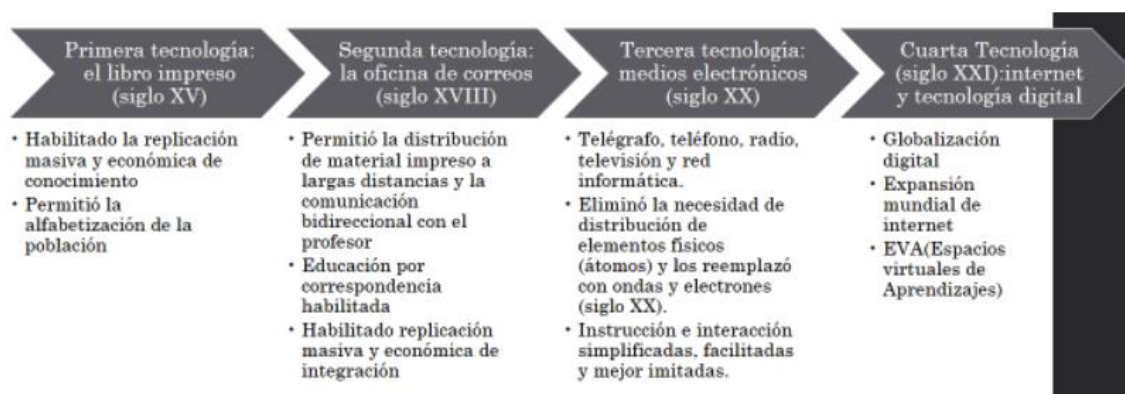 Primera tecnología:
el libro impreso
(siglo XV)
• Habilitado la replicación
masiva y económica de
conocimiento
• Permitió la
alfabetización de la
población
Segunda tecnología:
la oficina de correos
(siglo XVIII)
• Permitió la distribución
de material impreso a
largas distancias y la
comunicación
bidireccional con el
profesor
• Educación por
correspondencia
habilitada
• Habilitado replicación
masiva y económica de
integración
Tercera tecnología:
medios electrónicos
(siglo XX)
• Telégrafo, teléfono, radio,
televisión y red
informática.
• Eliminó la necesidad de
distribución de
elementos físicos
(átomos) y los reemplazó
con ondas y electrones
(siglo XX).
• Instrucción e interacción
simplificadas, facilitadas
y mejor imitadas.
Cuarta Tecnología
(siglo XXI):internet
y tecnología digital
• Globalización
digital
• Expansión
mundial de
internet
• EVA(Espacios
virtuales de
Aprendizajes)